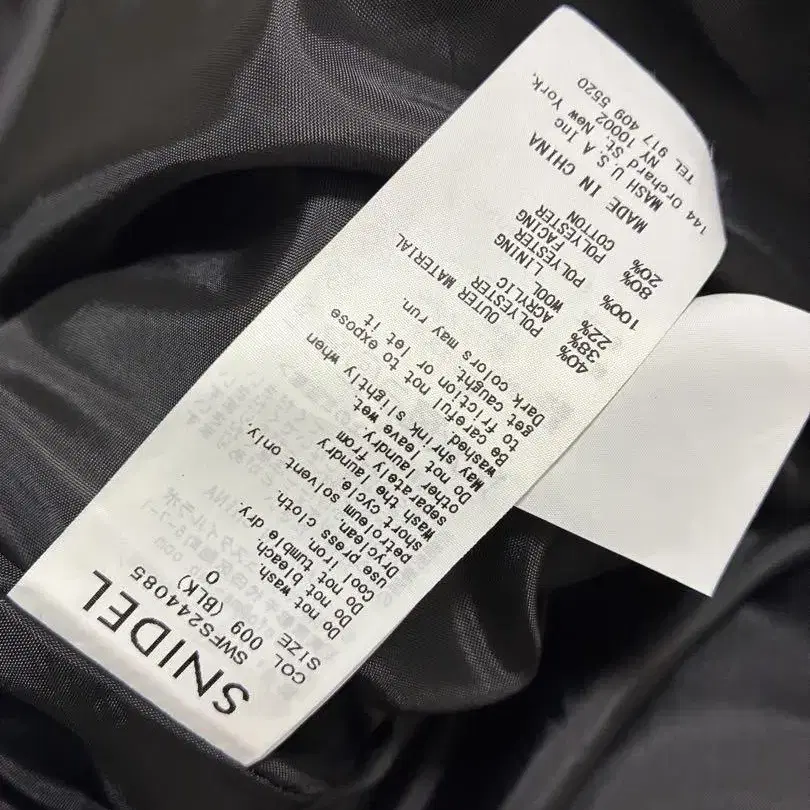 SNIDEL
SWFS244085
COL 009 (BLK)
SIZE 0
Do not wash.
Do not bleach.
Do not tumble dry.
Cool iron,
use press cloth.
Dryclean,
petroleum solvent only.
Wash the laundry
short cycle.
separately from
other laundry.
Do not leave wet.
May shrink slightly when
washed.
Be careful not to expose
to friction or let it
get caught.
Dark colors may run.
OUTER MATERIAL
POLYESTER 40%
ACRYLIC 38%
WOOL 22%
LINING
POLYESTER 100%
FACING
POLYESTER 80%
COTTON 20%
MADE IN CHINA
MASH U.S.A Inc
144 Orchard St. New York,
NY 10002
TEL 917 409 5520